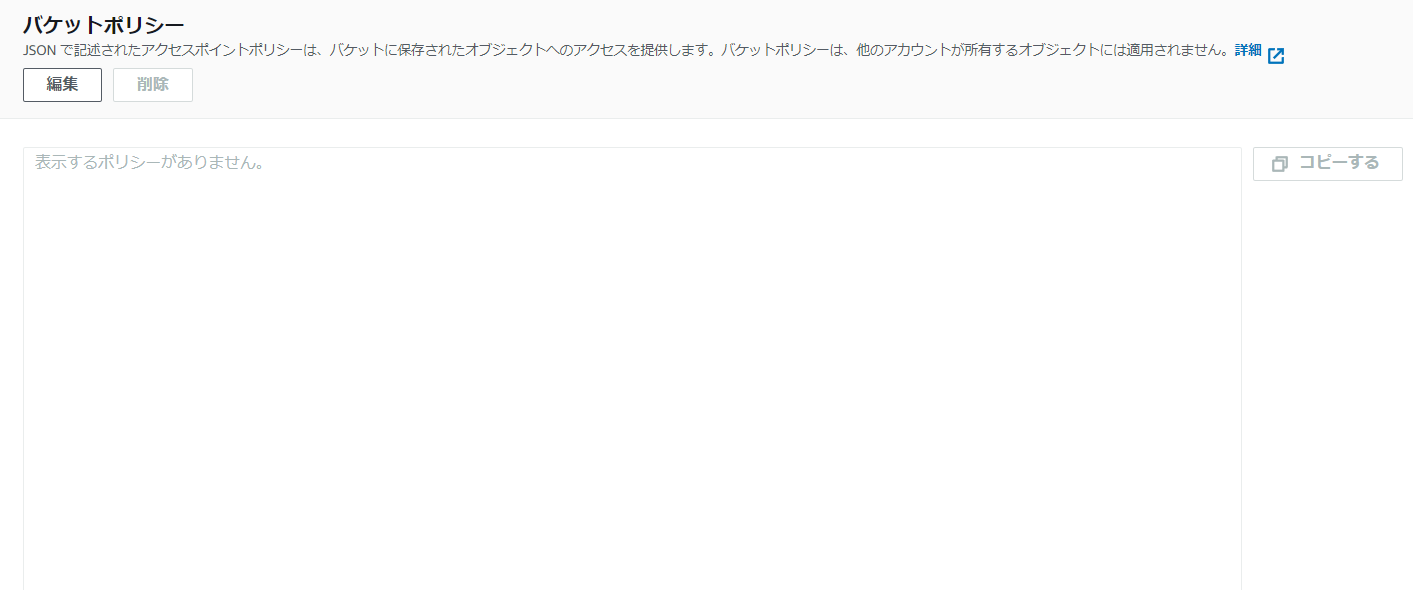 バケットポリシー
JSON で記述されたアクセスポイントポリシーは、バケットに保存されたオブジェクトへのアクセスを提供します。バケットポリシーは、他のアカウントが所有するオブジェクトには適用されません。詳細
編集 削除
表示するポリシーがありません。
コピーする